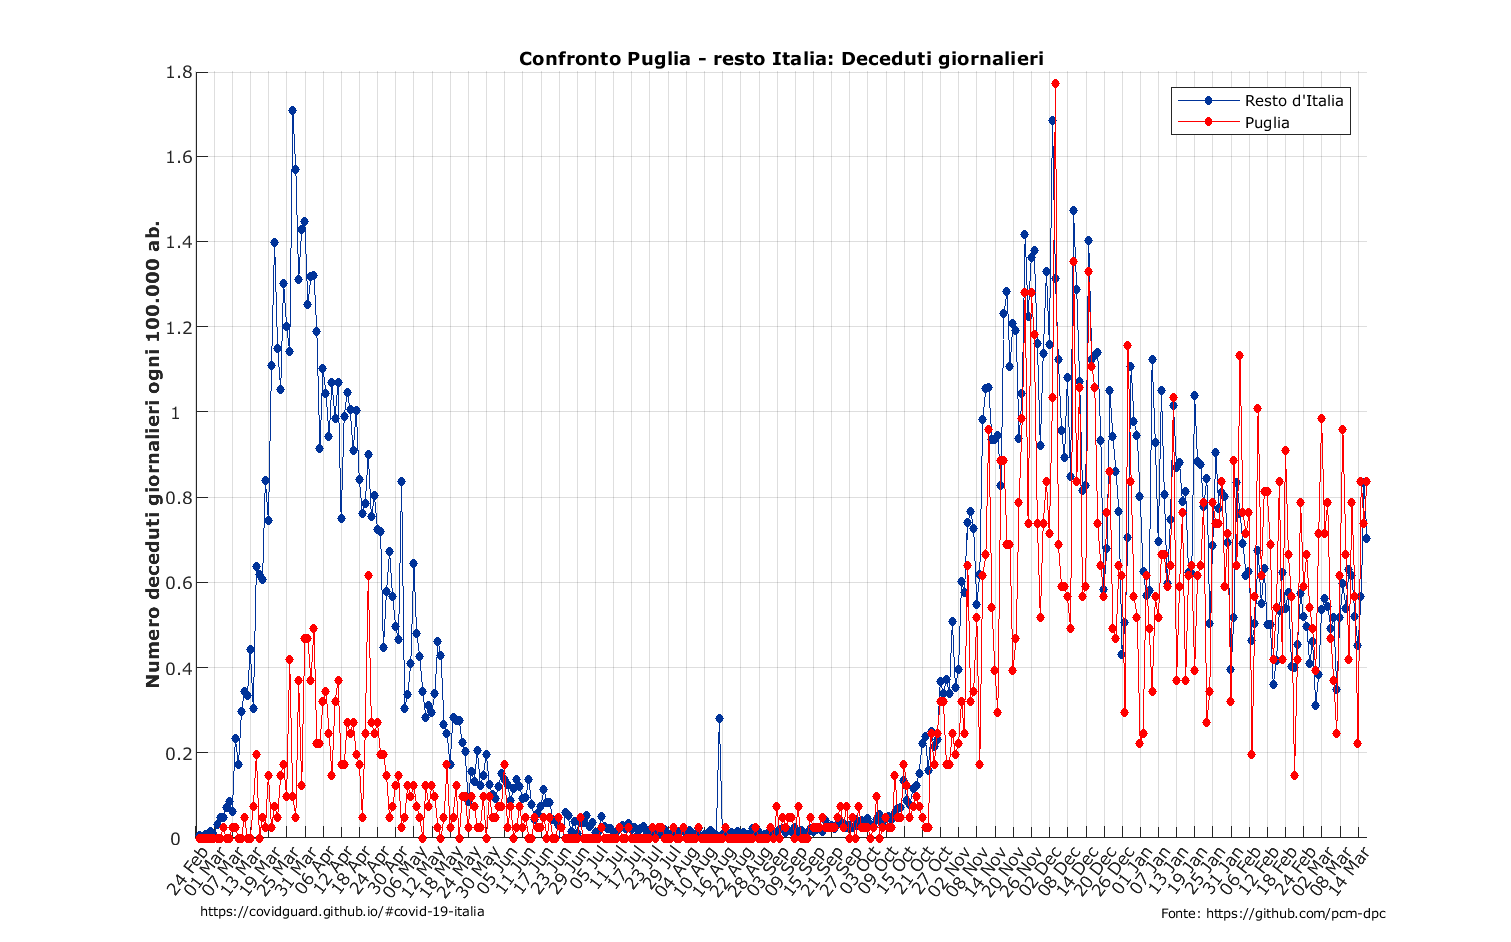 Confronto Puglia - resto Italia: Deceduti giornalieri
Numero deceduti giornalieri ogni 100.000 ab.
1.8
1.6
1.4
1.2
1
0.8
0.6
0.4
0.2
0
Resto d'Italia
Puglia
24 Feb
01 Mar
07 Mar
13 Mar
19 Mar
25 Mar
31 Mar
06 Apr
12 Apr
18 Apr
24 Apr
30 Apr
06 May
12 May
18 May
24 May
30 May
05 Jun
11 Jun
17 Jun
23 Jun
29 Jun
05 Jul
11 Jul
17 Jul
23 Jul
29 Jul
04 Aug
10 Aug
16 Aug
22 Aug
28 Aug
03 Sep
09 Sep
15 Sep
21 Sep
27 Sep
03 Oct
09 Oct
15 Oct
21 Oct
27 Oct
02 Nov
08 Nov
14 Nov
20 Nov
26 Nov
02 Dec
08 Dec
14 Dec
20 Dec
26 Dec
01 Jan
07 Jan
13 Jan
19 Jan
25 Jan
31 Jan
06 Feb
12 Feb
18 Feb
24 Feb
02 Mar
08 Mar
14 Mar
https://covidguard.github.io/#covid-19-italia
Fonte: https://github.com/pcm-dpc